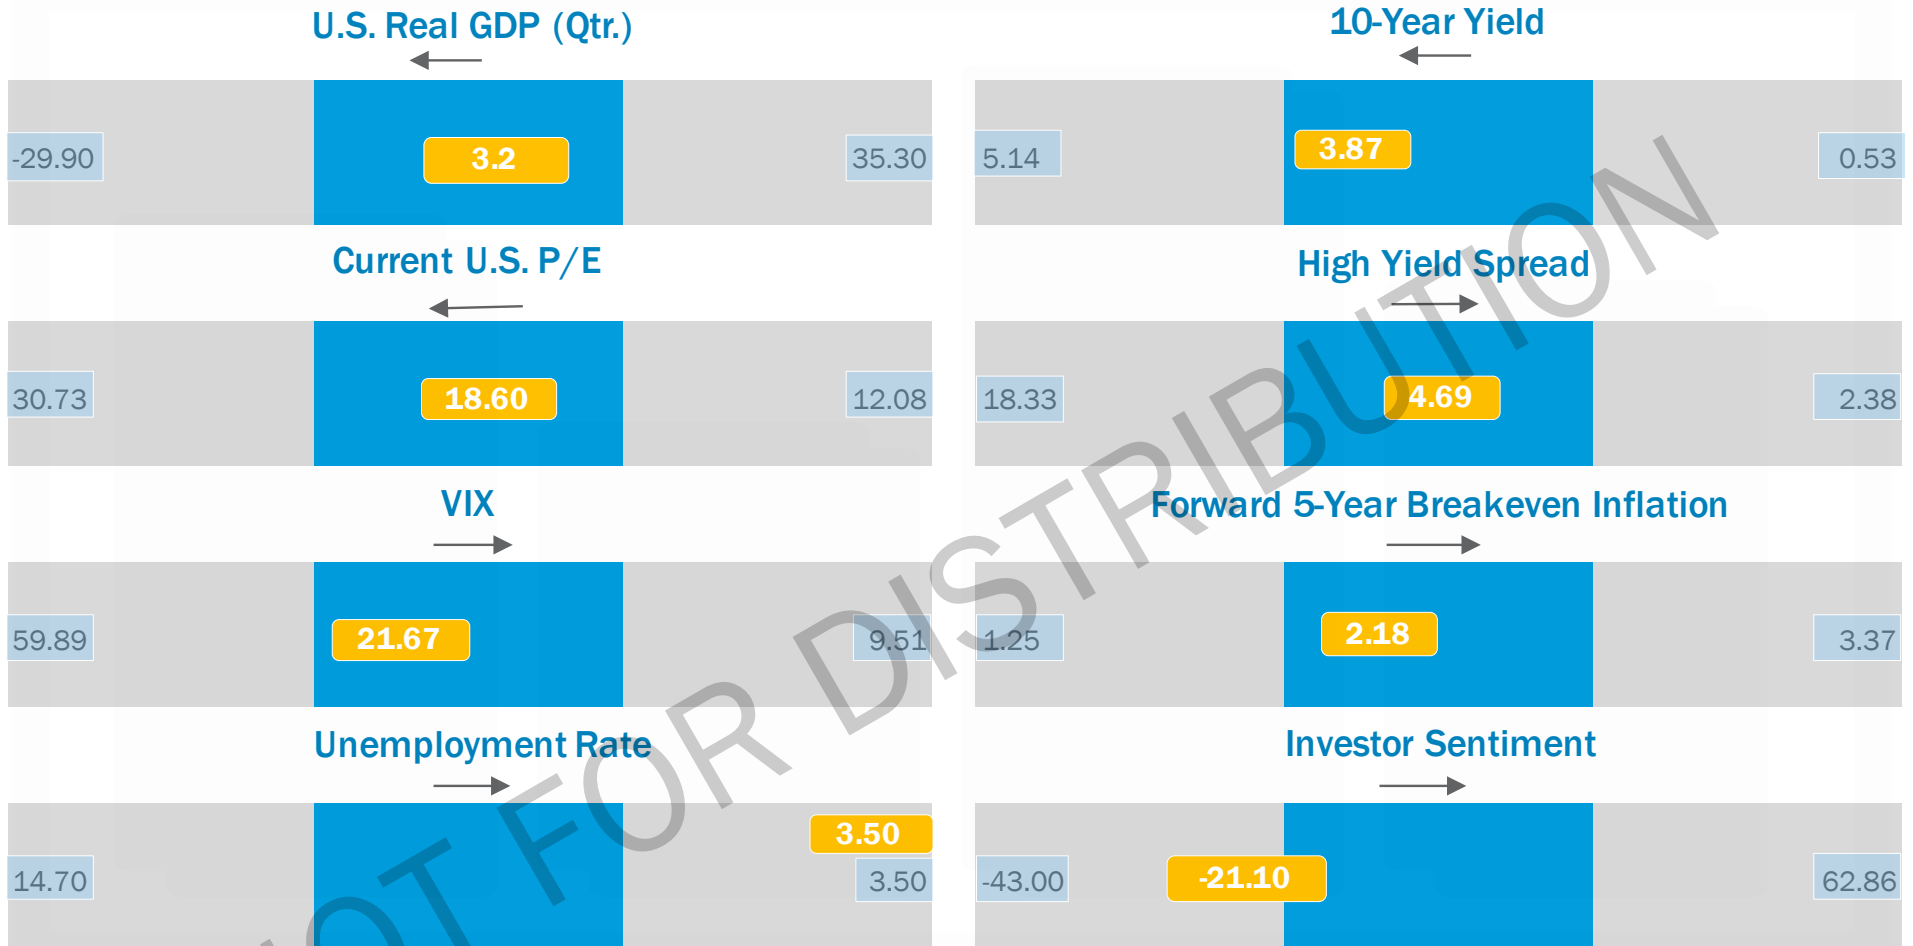 U.S. Real GDP (Qtr.)
-29.90
3.2
35.30
10-Year Yield
5.14
3.87
0.53
Current U.S. P/E
30.73
18.60
12.08
High Yield Spread
18.33
4.69
2.38
VIX
59.89
21.67
9.51
Forward 5-Year Breakeven Inflation
1.25
2.18
3.37
Unemployment Rate
14.70
3.50
3.50
Investor Sentiment
-43.00
-21.10
62.86
NOT FOR DISTRIBUTION